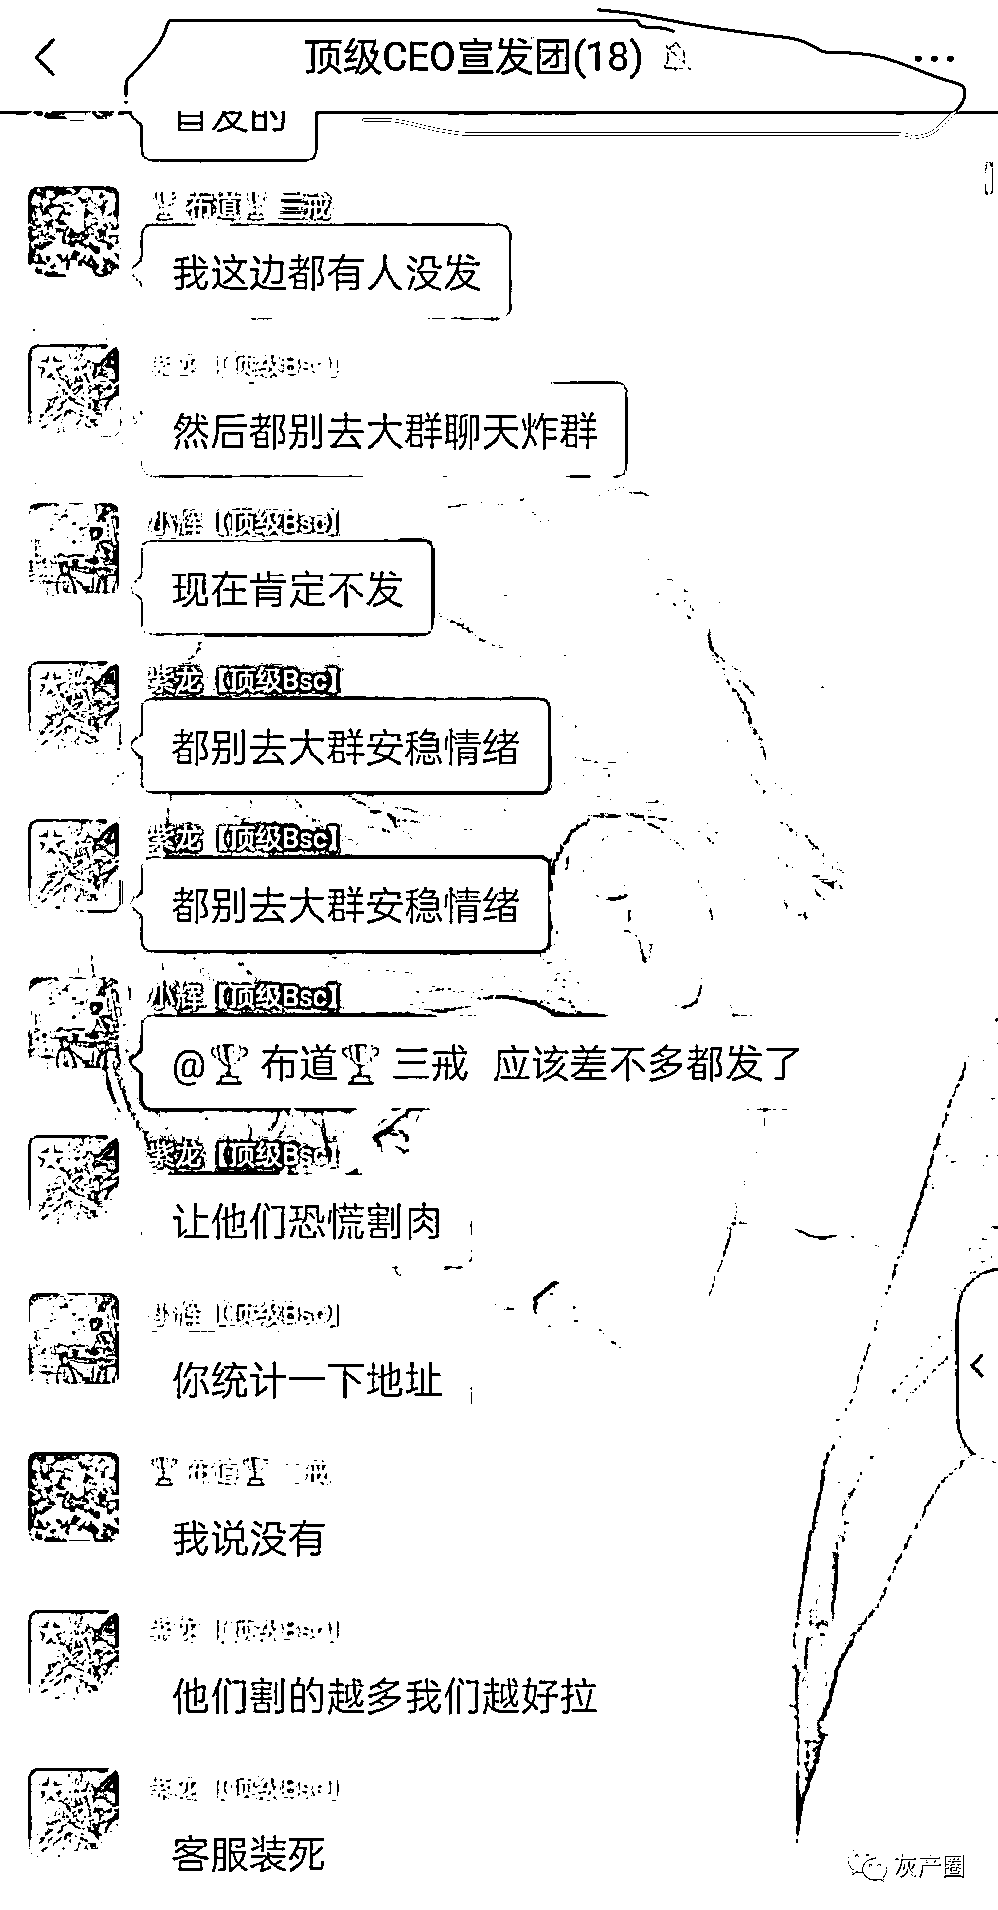 顶级CEO宣发团(18)
自发的
🏆布道🏆三戒
我这边都有人没发
紫龙【顶级Bsc】
然后都别去大群聊天炸群
小辉【顶级Bsc】
现在肯定不发
紫龙【顶级Bsc】
都别去大群安稳情绪
紫龙【顶级Bsc】
都别去大群安稳情绪
小辉【顶级Bsc】
@🏆布道🏆三戒 应该差不多都发了
紫龙【顶级Bsc】
让他们恐慌割肉
小辉【顶级Bsc】
你统计一下地址
🏆布道🏆三戒
我说没有
紫龙【顶级Bsc】
他们割的越多我们越好拉
紫龙【顶级Bsc】
客服装死
灰产圈